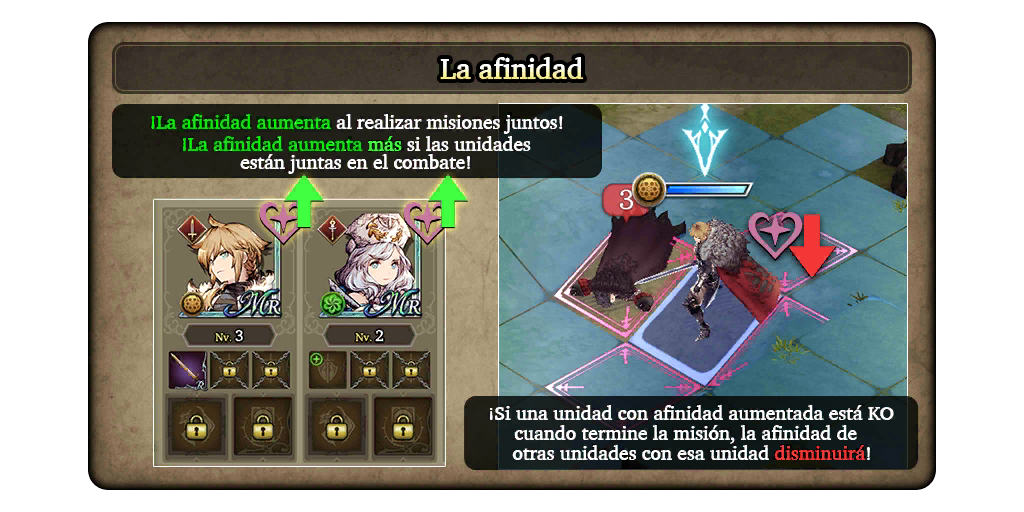 La afinidad
¡La afinidad aumenta al realizar misiones juntos!
¡La afinidad aumenta más si las unidades
están juntas en el combate!
3
MR
MR
Nv. 3
Nv. 2
R
¡Si una unidad con afinidad aumentada está KO
cuando termine la misión, la afinidad de
otras unidades con esa unidad disminuirá!